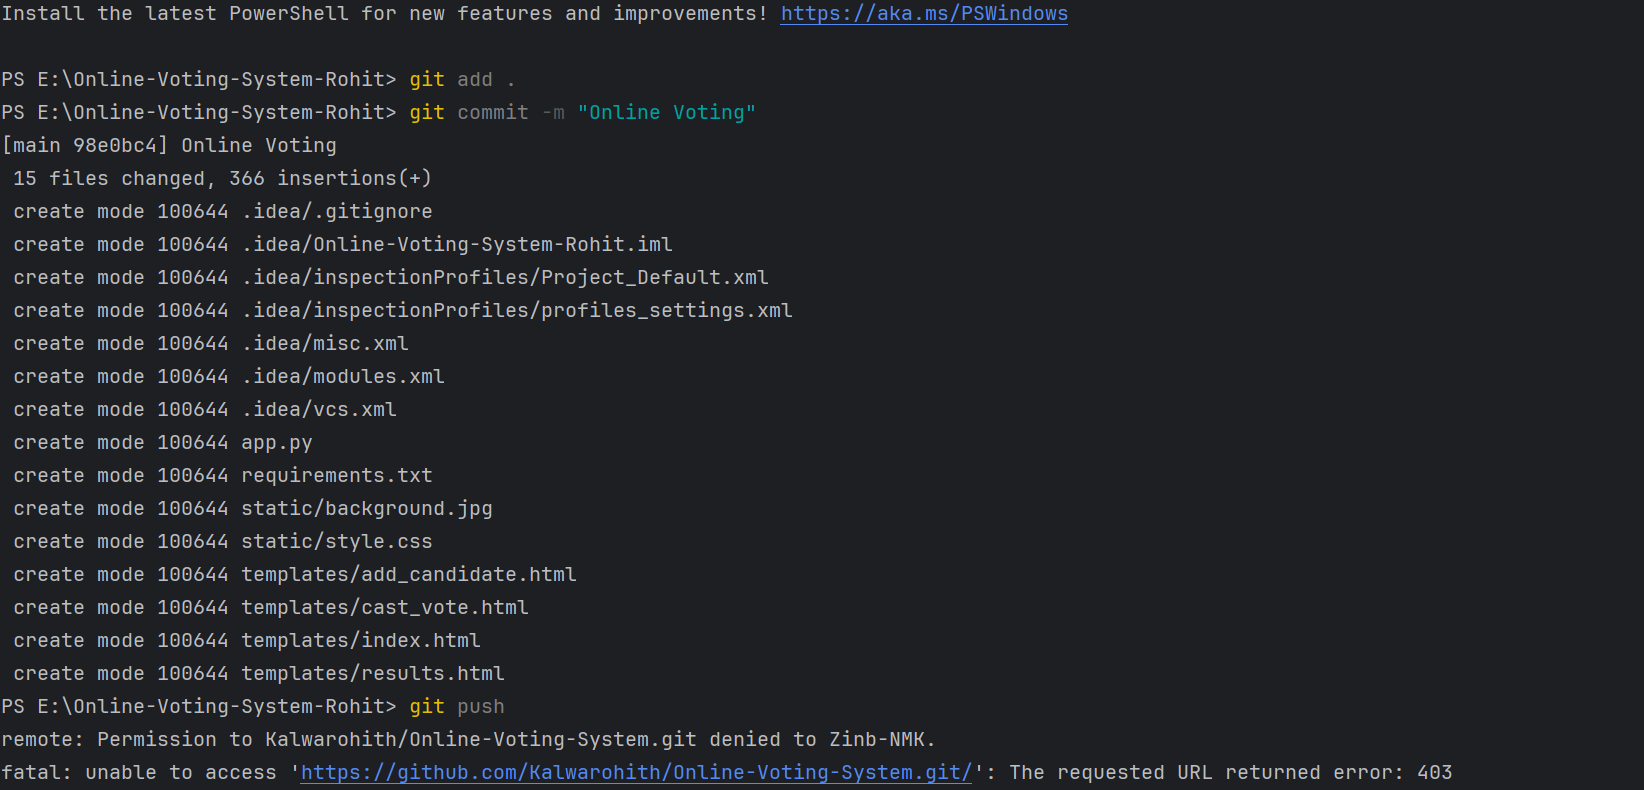 Install the latest PowerShell for new features and improvements! https://aka.ms/PSWindows
PS E:\Online-Voting-System-Rohit> git add .
PS E:\Online-Voting-System-Rohit> git commit -m "Online Voting"
[main 98e0bc4] Online Voting
 15 files changed, 366 insertions(+)
 create mode 100644 .idea/.gitignore
 create mode 100644 .idea/Online-Voting-System-Rohit.iml
 create mode 100644 .idea/inspectionProfiles/Project_Default.xml
 create mode 100644 .idea/inspectionProfiles/profiles_settings.xml
 create mode 100644 .idea/misc.xml
 create mode 100644 .idea/modules.xml
 create mode 100644 .idea/vcs.xml
 create mode 100644 app.py
 create mode 100644 requirements.txt
 create mode 100644 static/background.jpg
 create mode 100644 static/style.css
 create mode 100644 templates/add_candidate.html
 create mode 100644 templates/cast_vote.html
 create mode 100644 templates/index.html
 create mode 100644 templates/results.html
PS E:\Online-Voting-System-Rohit> git push
remote: Permission to Kalwarohith/Online-Voting-System.git denied to Zinb-NMK.
fatal: unable to access 'https://github.com/Kalwarohith/Online-Voting-System.git/': The requested URL returned error: 403